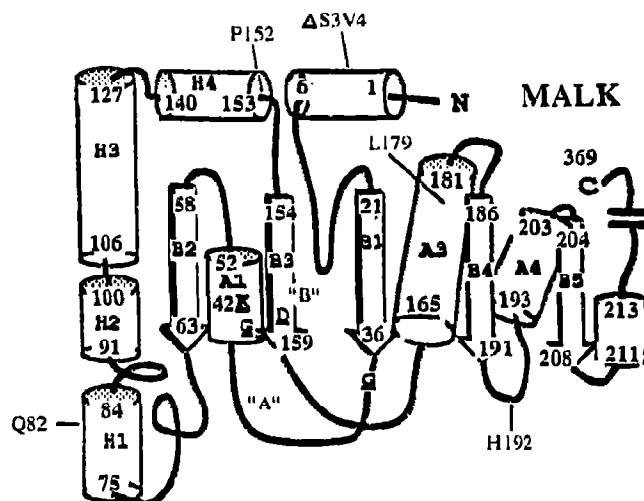 ΔS3V4
P152
127
H4
140 153
6 1
N
MALK
H3
L179
369
C
181
58
154
21
186
203
204
106
B2
52
A1
42K
B3
"B"
B1
A3
B4
A4
B5
100
H2
91
63
G
D
159
36
165
193
213
191
208
211
G
84
Q82
H1
"A"
H192
75